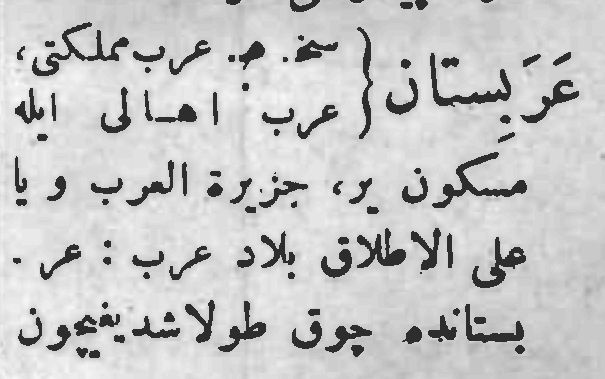 عَرَبِستان { سخ. ص. عرب مملكتى،
عرب اهالى ايله
مسكون ير، جزيرة العرب و يا
على الاطلاق بلاد عرب : عر -
بستانده چوق طولاشديغيچون